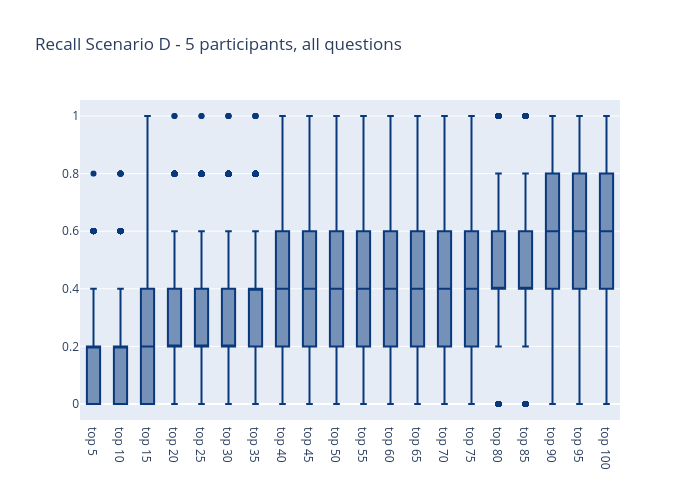 Recall Scenario D - 5 participants, all questions
1
0.8
0.6
0.4
0.2
0
top 5
top 10
top 15
top 20
top 25
top 30
top 35
top 40
top 45
top 50
top 55
top 60
top 65
top 70
top 75
top 80
top 85
top 90
top 95
top 100